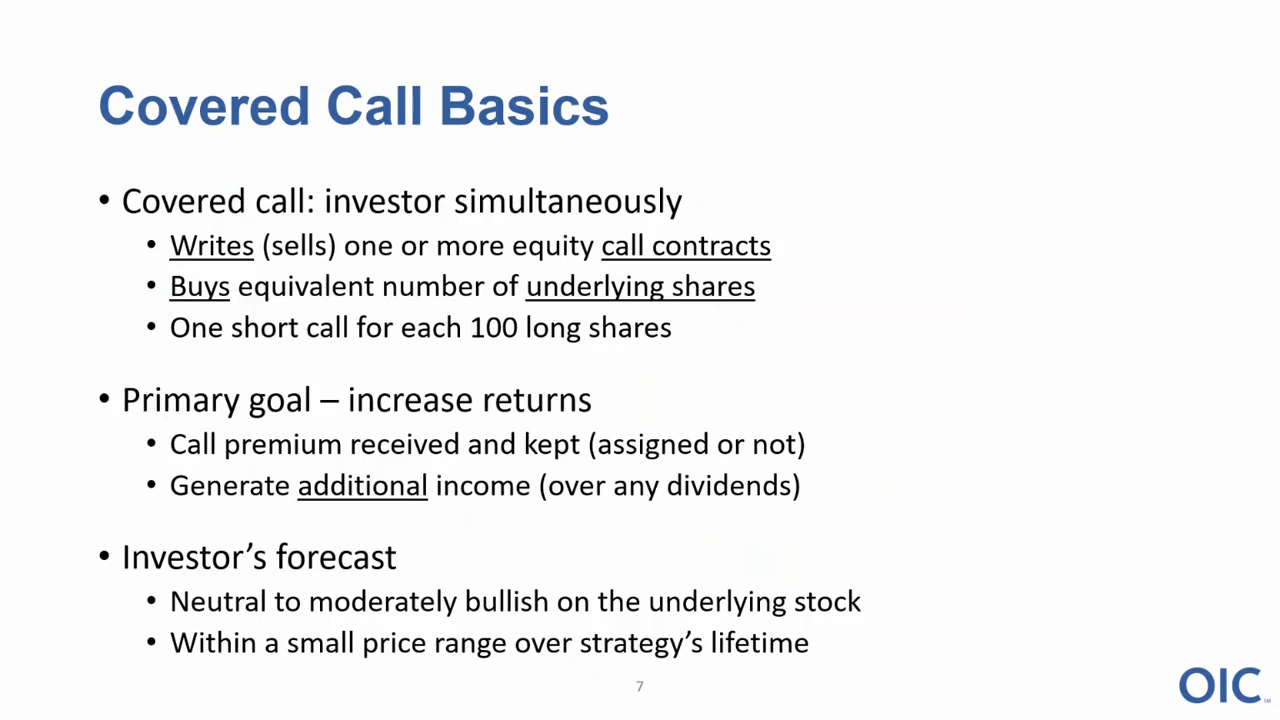 Covered Call Basics
• Covered call: investor simultaneously
• Writes (sells) one or more equity call contracts
• Buys equivalent number of underlying shares
• One short call for each 100 long shares
• Primary goal – increase returns
• Call premium received and kept (assigned or not)
• Generate additional income (over any dividends)
• Investor’s forecast
• Neutral to moderately bullish on the underlying stock
• Within a small price range over strategy’s lifetime
7
OIC℠